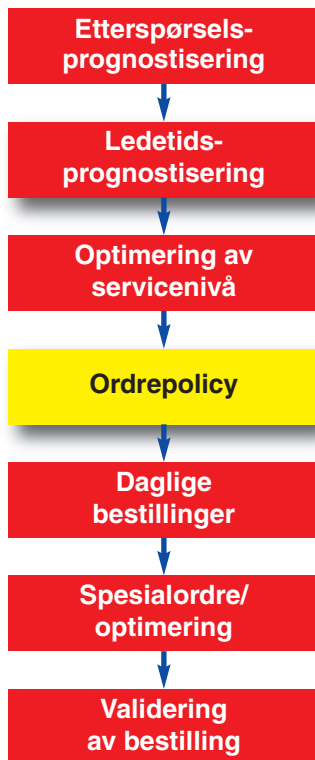 Etterspørsels-
prognostisering
Ledetids-
prognostisering
Optimering av
servicenivå
Ordrepolicy
Daglige
bestillinger
Spesialordre/
optimering
Validering
av bestilling